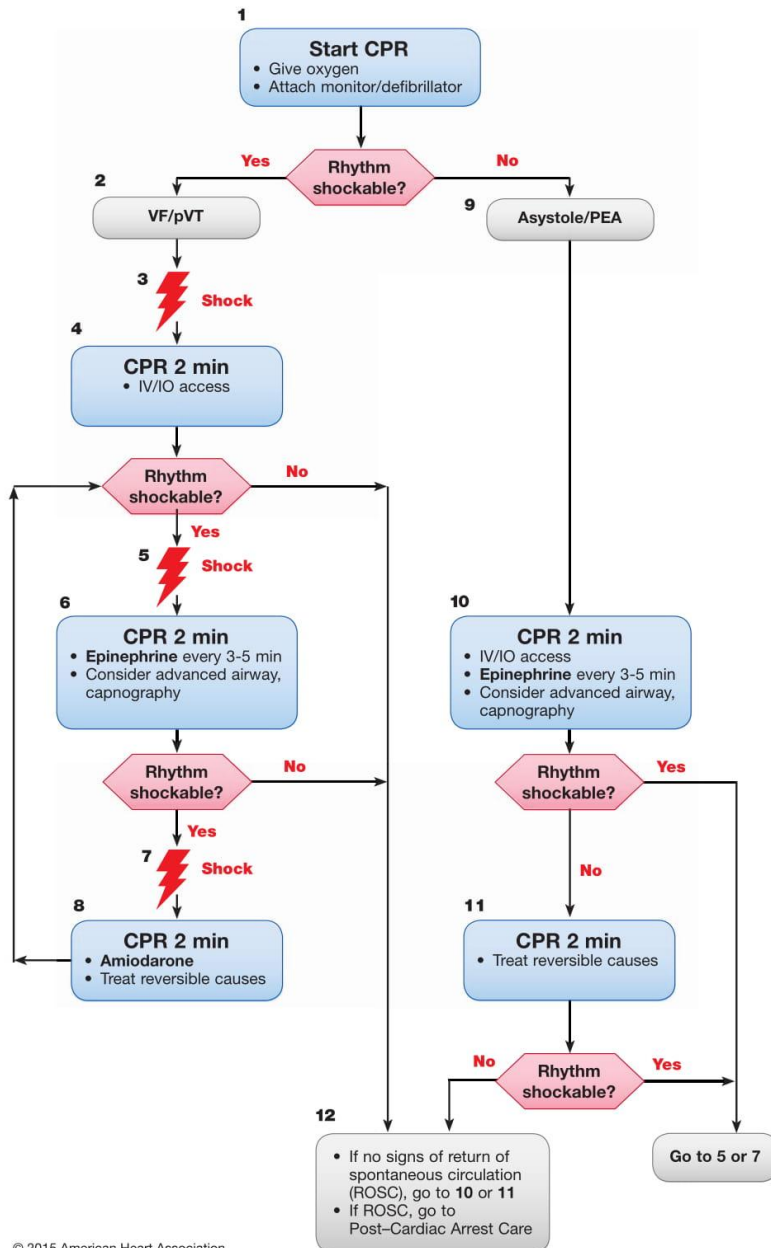 1
Start CPR
• Give oxygen
• Attach monitor/defibrillator
Yes
Rhythm
shockable?
No
2
VF/pVT
9
Asystole/PEA
3
Shock
4
CPR 2 min
• IV/IO access
Rhythm
shockable?
No
Yes
5
Shock
6
CPR 2 min
• Epinephrine every 3-5 min
• Consider advanced airway,
capnography
Rhythm
shockable?
No
Yes
7
Shock
8
CPR 2 min
• Amiodarone
• Treat reversible causes
10
CPR 2 min
• IV/IO access
• Epinephrine every 3-5 min
• Consider advanced airway,
capnography
Rhythm
shockable?
Yes
No
11
CPR 2 min
• Treat reversible causes
No
Rhythm
shockable?
Yes
12
• If no signs of return of
spontaneous circulation
(ROSC), go to 10 or 11
• If ROSC, go to
Post–Cardiac Arrest Care
Go to 5 or 7
© 2015 American Heart Association